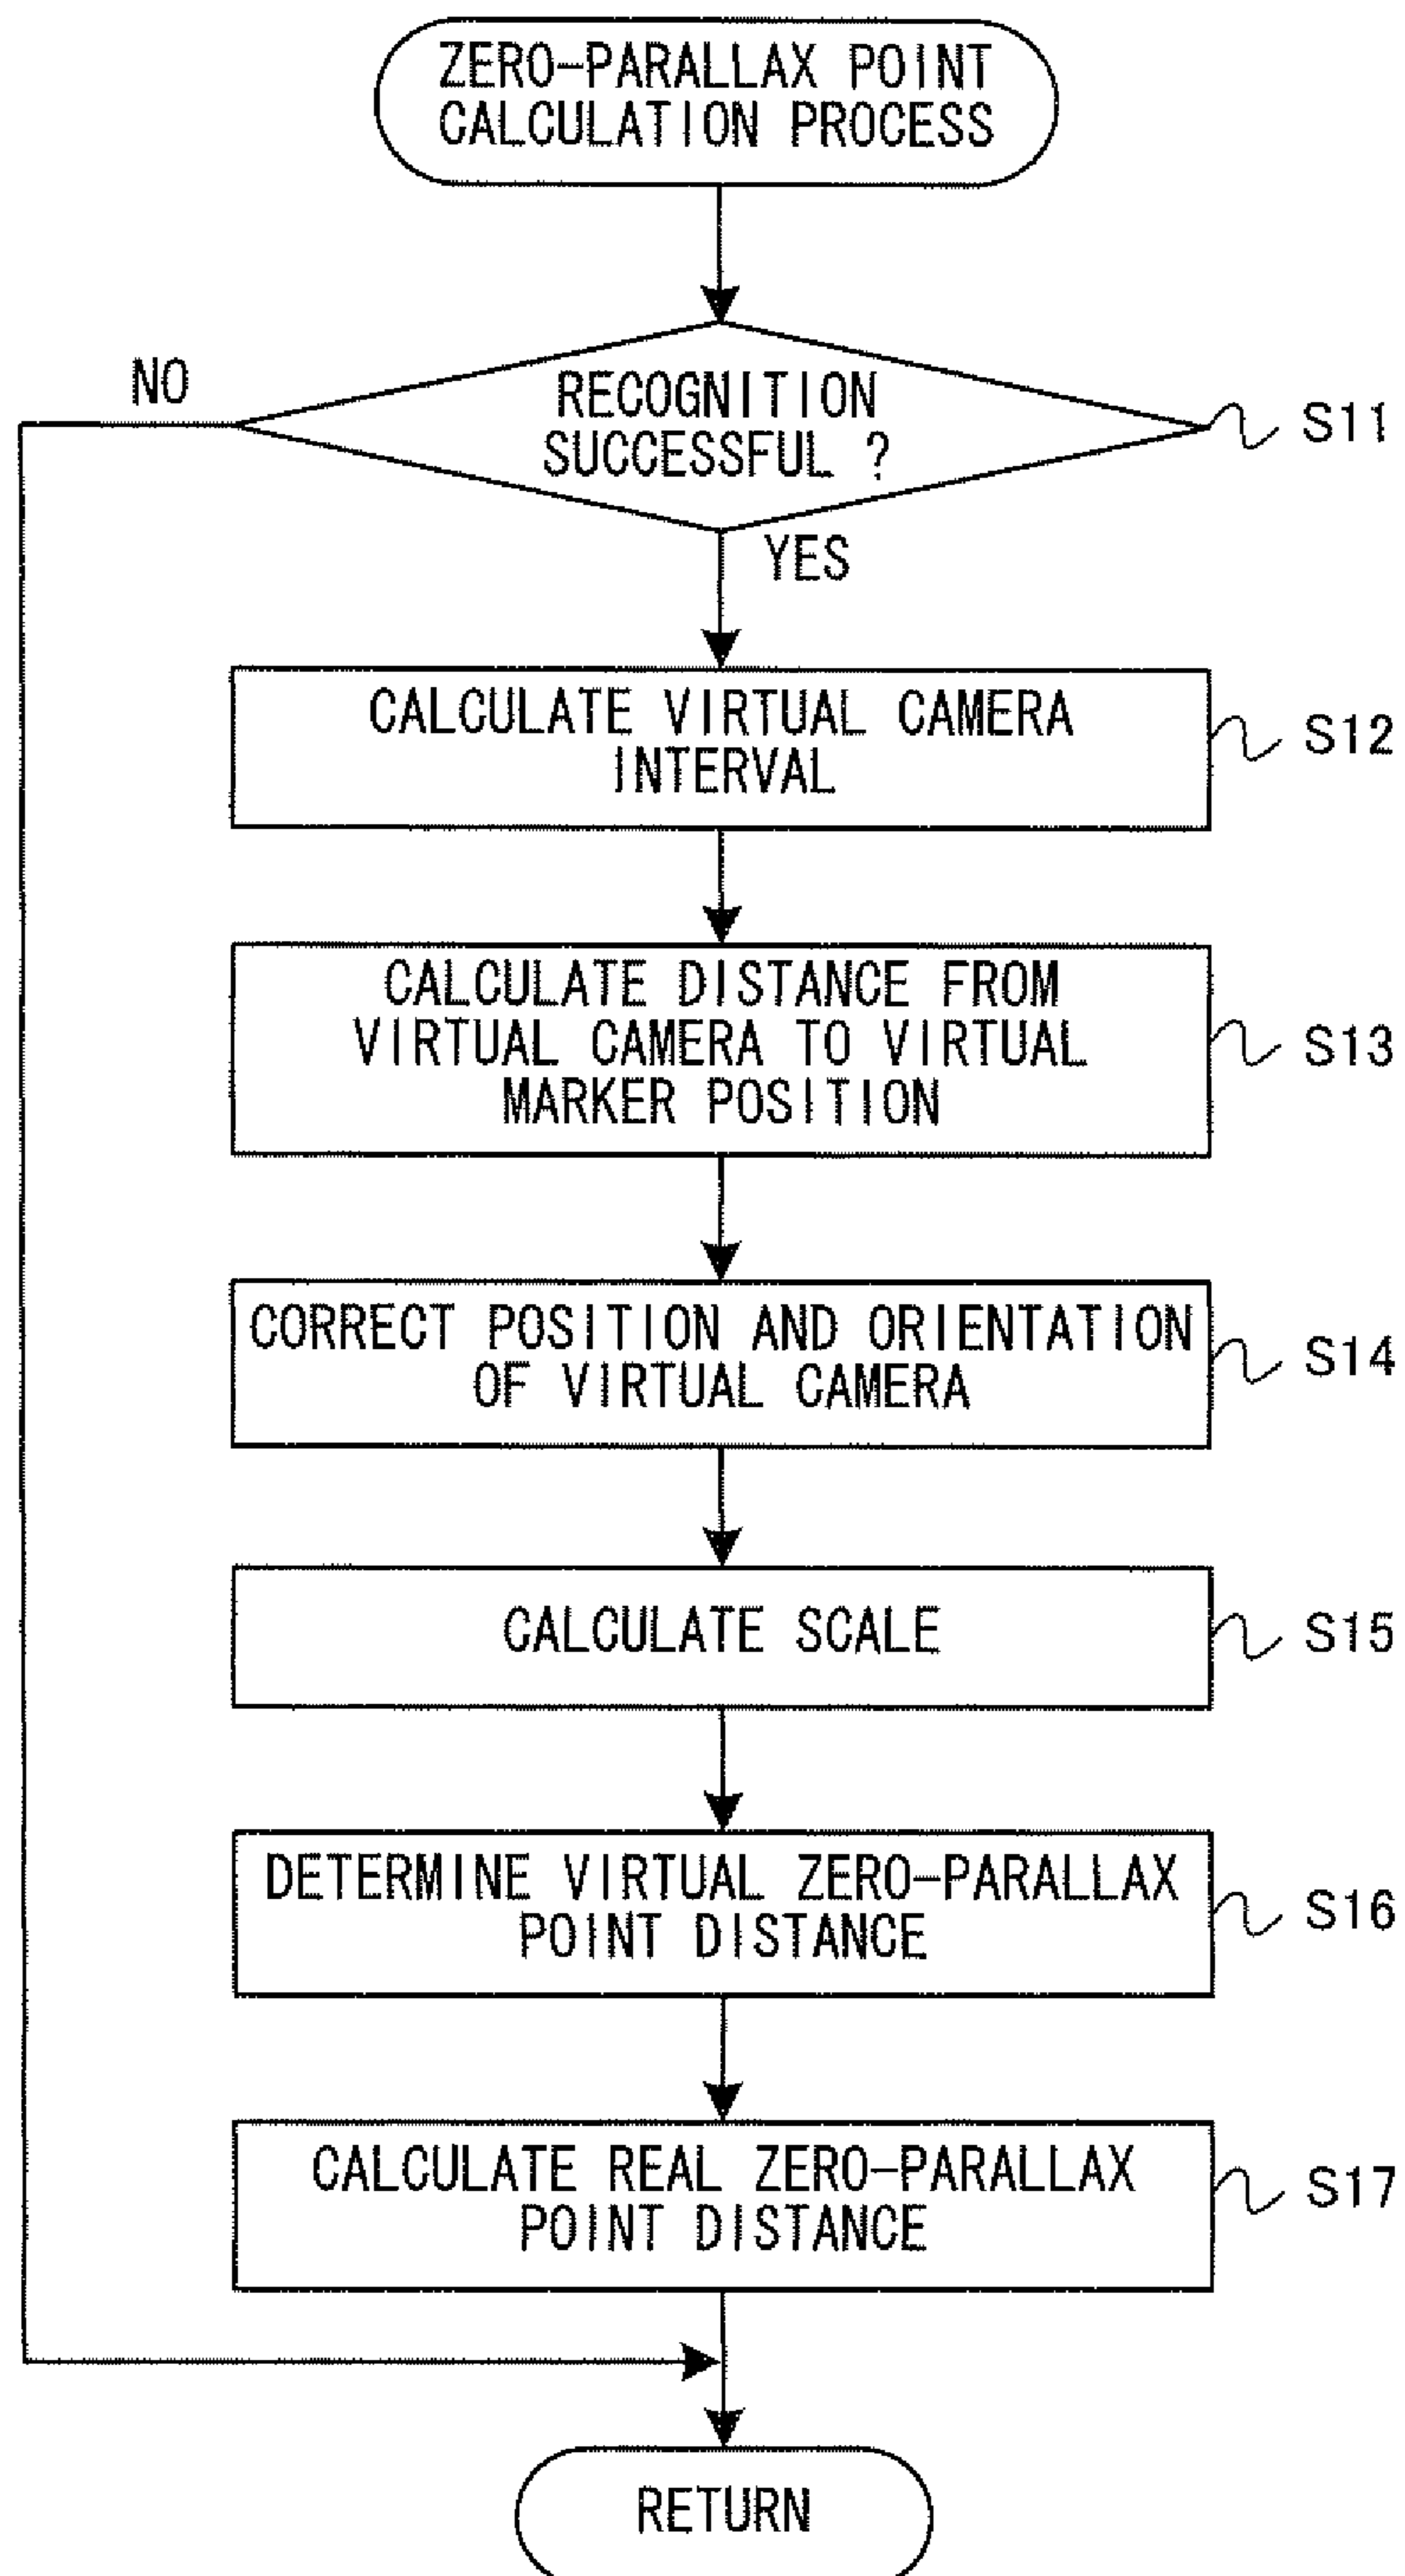 ZERO-PARALLAX POINT
CALCULATION PROCESS
NO
RECOGNITION
SUCCESSFUL ?
S11
YES
CALCULATE VIRTUAL CAMERA
INTERVAL
S12
CALCULATE DISTANCE FROM
VIRTUAL CAMERA TO VIRTUAL
MARKER POSITION
S13
CORRECT POSITION AND ORIENTATION
OF VIRTUAL CAMERA
S14
CALCULATE SCALE
S15
DETERMINE VIRTUAL ZERO-PARALLAX
POINT DISTANCE
S16
CALCULATE REAL ZERO-PARALLAX
POINT DISTANCE
S17
RETURN